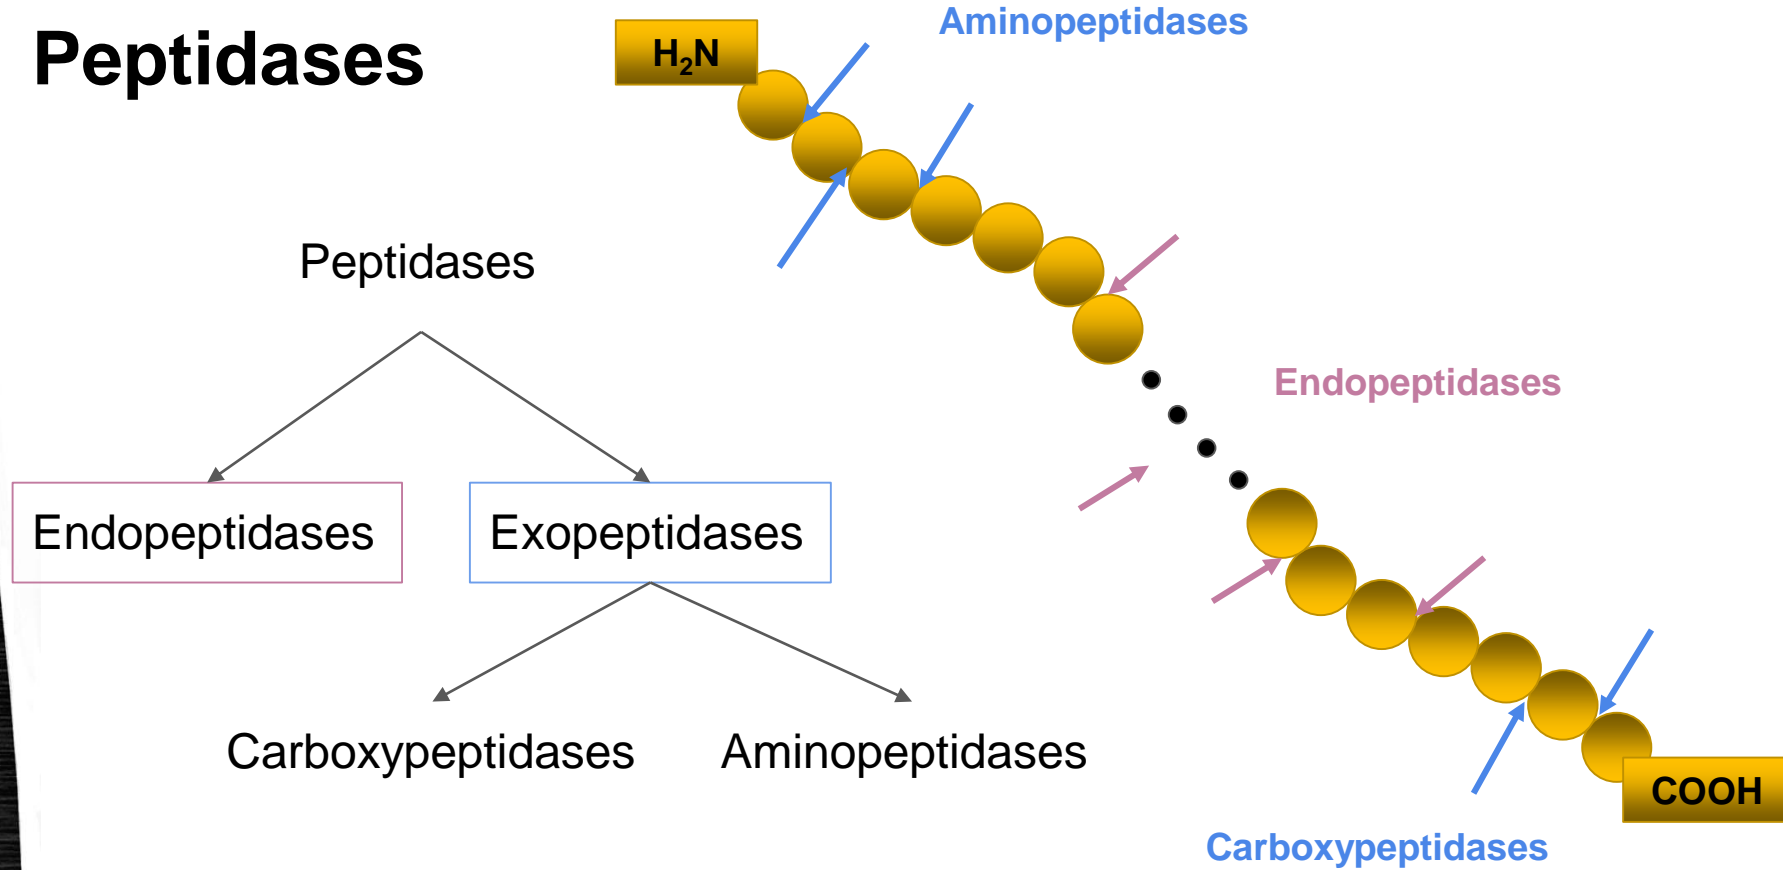 Peptidases
H₂N
Aminopeptidases
Peptidases
Endopeptidases
Endopeptidases
Exopeptidases
Carboxypeptidases
Aminopeptidases
COOH
Carboxypeptidases